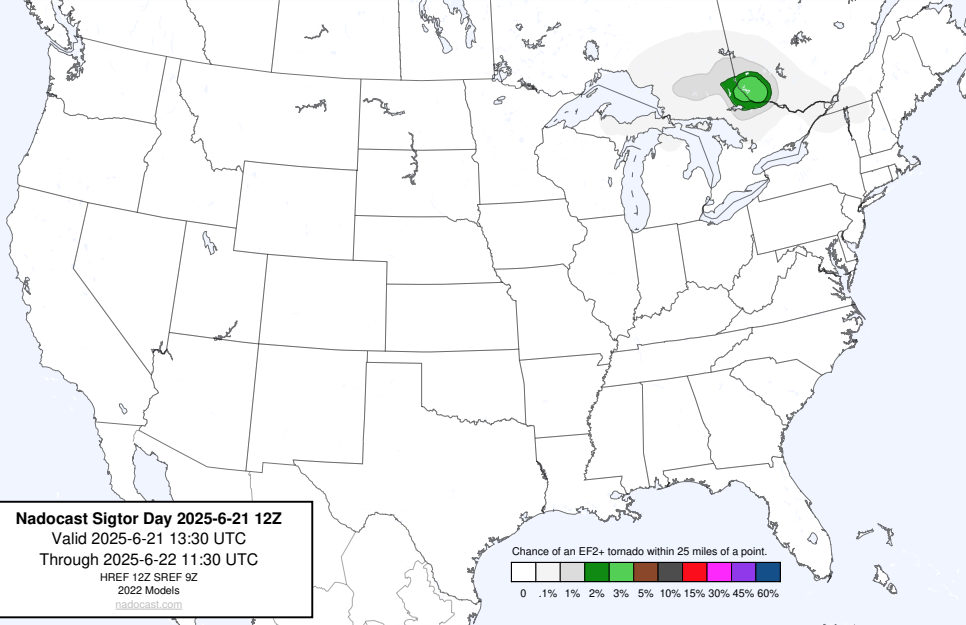 Nadocast Sigtor Day 2025-6-21 12Z
Valid 2025-6-21 13:30 UTC
Through 2025-6-22 11:30 UTC
HREF 12Z SREF 9Z
2022 Models
nadocast.com
Chance of an EF2+ tornado within 25 miles of a point.
0 .1% 1% 2% 3% 5% 10% 15% 30% 45% 60%